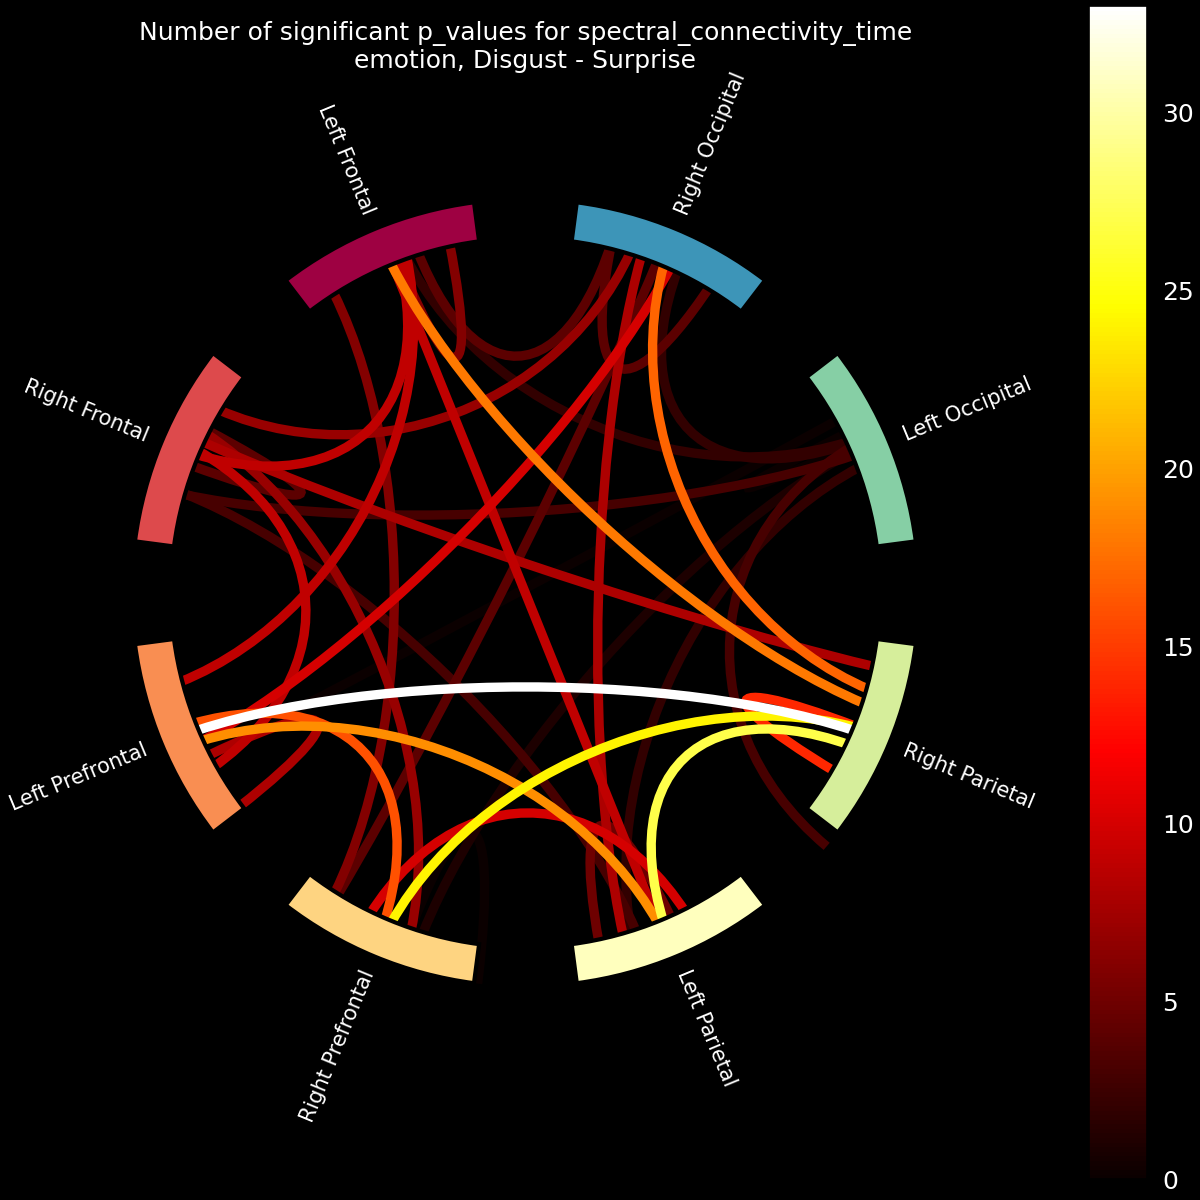 Number of significant p_values for spectral_connectivity_time
emotion, Disgust - Surprise
Left Frontal
Right Occipital
Right Frontal
Left Occipital
Left Prefrontal
Right Parietal
Right Prefrontal
Left Parietal
30
25
20
15
10
5
0